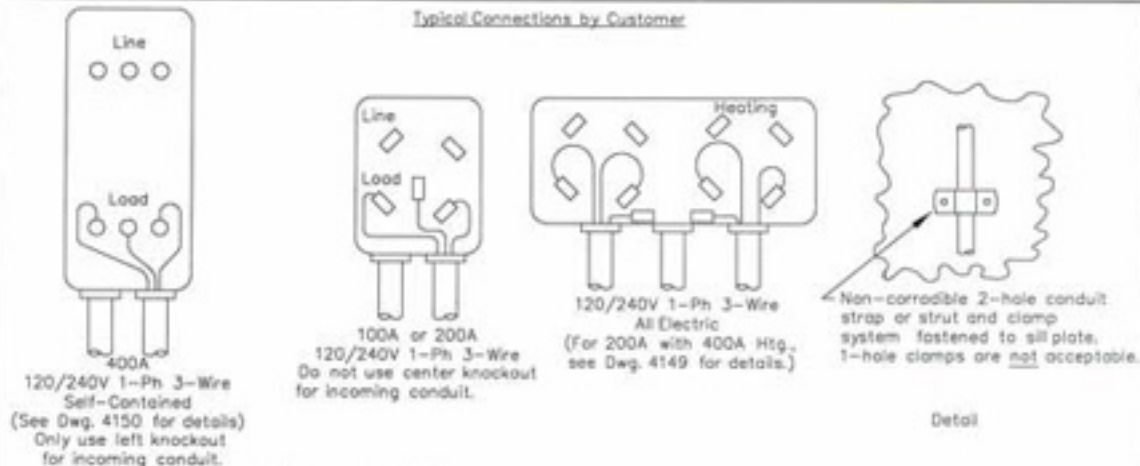 Typical Connections by Customer
Line
Load
400A
120/240V 1-Ph 3-Wire
Self-Contained
(See Dwg. 4150 for details)
Only use left knockout
for incoming conduit.
Line
Load
100A or 200A
120/240V 1-Ph 3-Wire
Do not use center knockout
for incoming conduit.
Heating
120/240V 1-Ph 3-Wire
All Electric
(For 200A with 400A Htg.,
see Dwg. 4149 for details.)
Non-corrodible 2-hole conduit
strap or strut and clamp
system fastened to sill plate.
1-hole clamps are not acceptable.
Detail